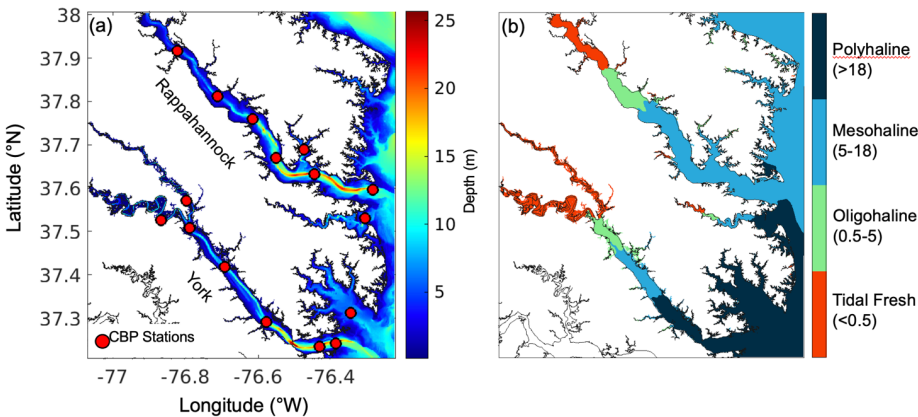 (a)
38
37.9
37.8
37.7
37.6
37.5
37.4
37.3
Latitude (°N)
Rappahannock
York
CBP Stations
-77
-76.8
-76.6
-76.4
Longitude (°W)
25
20
15
10
5
Depth (m)
(b)
Polyhaline
(>18)
Mesohaline
(5-18)
Oligohaline
(0.5-5)
Tidal Fresh
(<0.5)